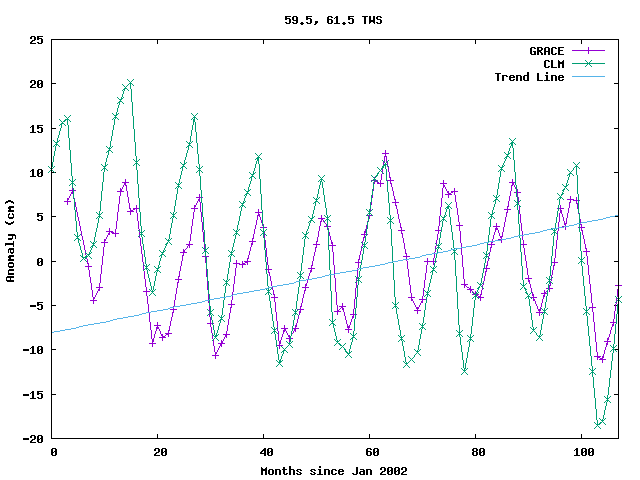 59.5, 61.5 TWS
GRACE
CLM
Trend Line
25
20
15
10
5
0
-5
-10
-15
-20
Anomaly (cm)
0 20 40 60 80 100
Months since Jan 2002